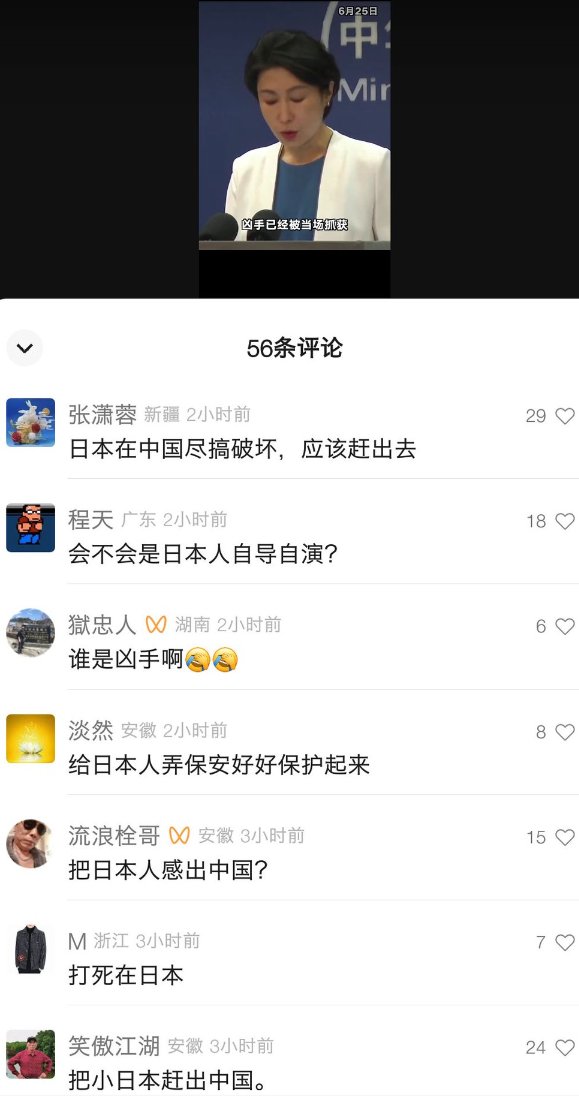 6月25日
中
Mir
凶手已经被当场抓获
56条评论
张潇蓉 新疆 2小时前 29
日本在中国尽搞破坏，应该赶出去
程天 广东 2小时前 18
会不会是日本人自导自演？
獄忠人 湖南 2小时前 6
谁是凶手啊🤣🤣
淡然 安徽 2小时前 8
给日本人弄保安好好保护起来
流浪栓哥 安徽 3小时前 15
把日本人感出中国？
M 浙江 3小时前 7
打死在日本
笑傲江湖 安徽 3小时前 24
把小日本赶出中国。